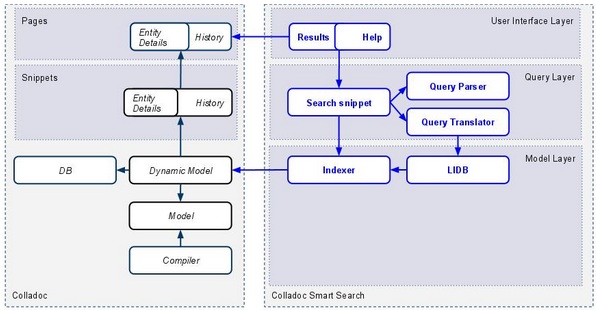 Pages
Entity
Details
History
Snippets
Entity
Details
History
DB
Dynamic Model
Model
Compiler
Colladoc
User Interface Layer
Results
Help
Query Layer
Search snippet
Query Parser
Query Translator
Model Layer
Indexer
LIDB
Colladoc Smart Search